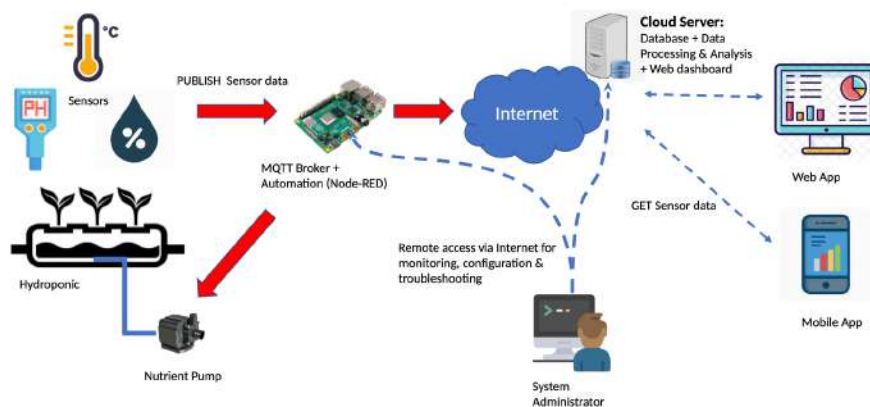 °C
Sensors
PH
%
PUBLISH Sensor data
MQTT Broker +
Automation (Node-RED)
Internet
Cloud Server:
Database + Data
Processing & Analysis
+ Web dashboard
Web App
GET Sensor data
Mobile App
Remote access via Internet for
monitoring, configuration &
troubleshooting
System
Administrator
Hydroponic
Nutrient Pump